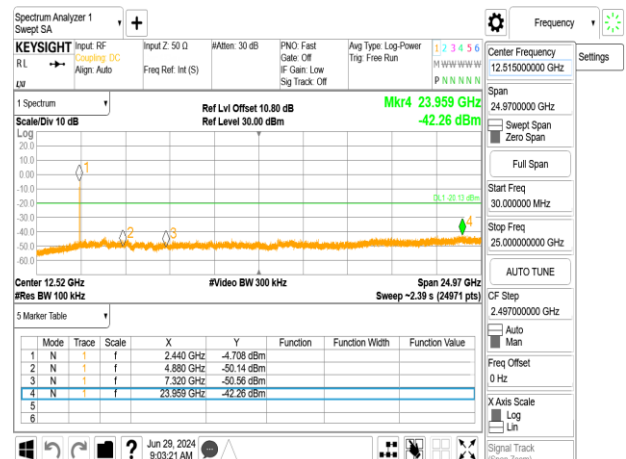 Spectrum Analyzer 1
Swept SA
+
Frequency
KEYSIGHT
RL
Input: RF
Coupling: DC
Align: Auto
Input Z: 50 Ω
Freq Ref: Int (S)
#Atten: 30 dB
PNO: Fast
Gate: Off
IF Gain: Low
Sig Track: Off
Avg Type: Log-Power
Trig: Free Run
1 2 3 4 5 6
M W W W W W
P N N N N N
LXI
1 Spectrum
Scale/Div 10 dB
Ref Lvl Offset 10.80 dB
Ref Level 30.00 dBm
Mkr4 23.959 GHz
-42.26 dBm
Log
20.0
10.0
0.00
-10.0
-20.0
-30.0
-40.0
-50.0
-60.0
1
2
3
4
DL1 -20.13 dBm
Center 12.52 GHz
#Res BW 100 kHz
#Video BW 300 kHz
Span 24.97 GHz
Sweep ~2.39 s (24971 pts)
5 Marker Table
Mode Trace Scale X Y Function Function Width Function Value
1 N 1 f 2.440 GHz -4.708 dBm
2 N 1 f 4.880 GHz -50.14 dBm
3 N 1 f 7.320 GHz -50.56 dBm
4 N 1 f 23.959 GHz -42.26 dBm
5
6
?
Jun 29, 2024
9:03:21 AM
Center Frequency
12.515000000 GHz
Settings
Span
24.9700000 GHz
Swept Span
Zero Span
Full Span
Start Freq
30.000000 MHz
Stop Freq
25.000000000 GHz
AUTO TUNE
CF Step
2.497000000 GHz
Auto
Man
Freq Offset
0 Hz
X Axis Scale
Log
Lin
Signal Track
(Span Zoom)